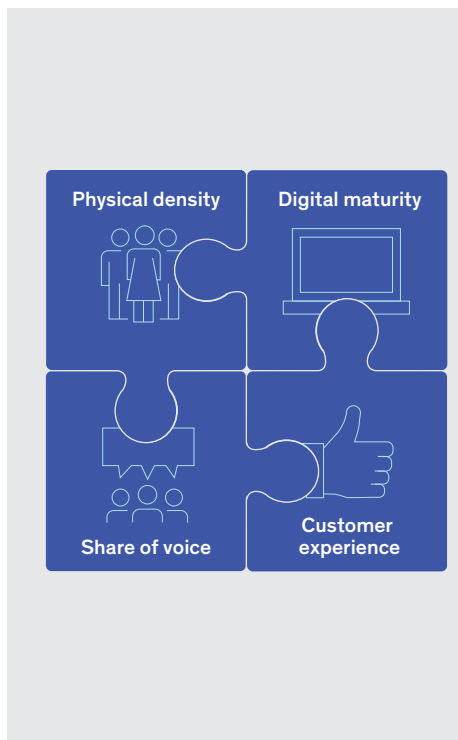 Physical density
Digital maturity
Share of voice
Customer
experience